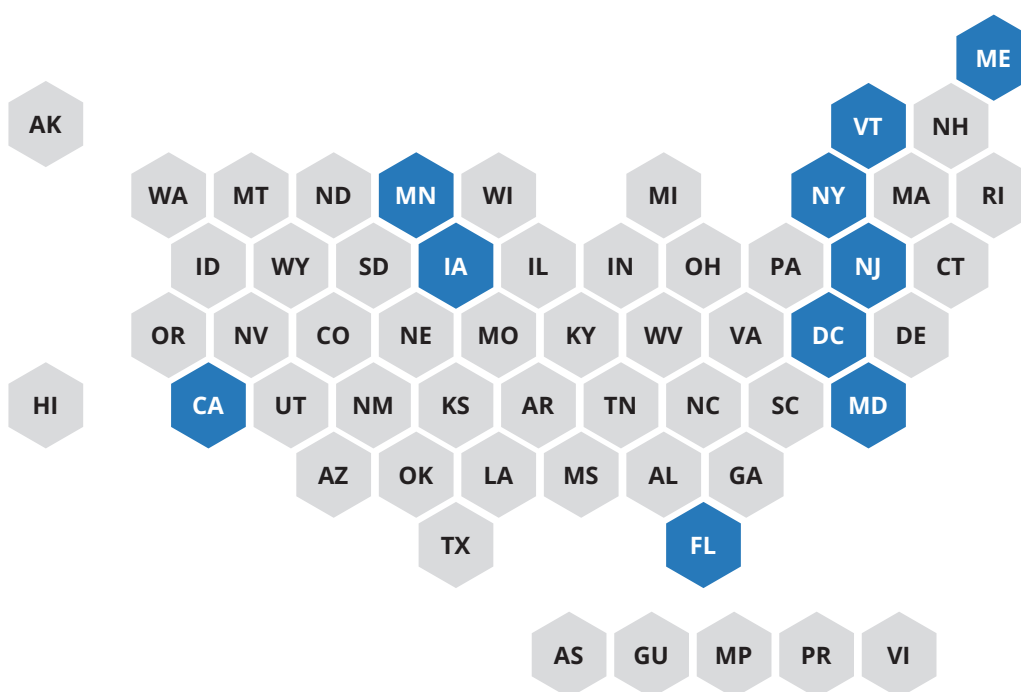 ME
AK VT NH
WA MT ND MN WI MI NY MA RI
ID WY SD IA IL IN OH PA NJ CT
OR NV CO NE MO KY WV VA DC DE
HI CA UT NM KS AR TN NC SC MD
AZ OK LA MS AL GA
TX FL
AS GU MP PR VI